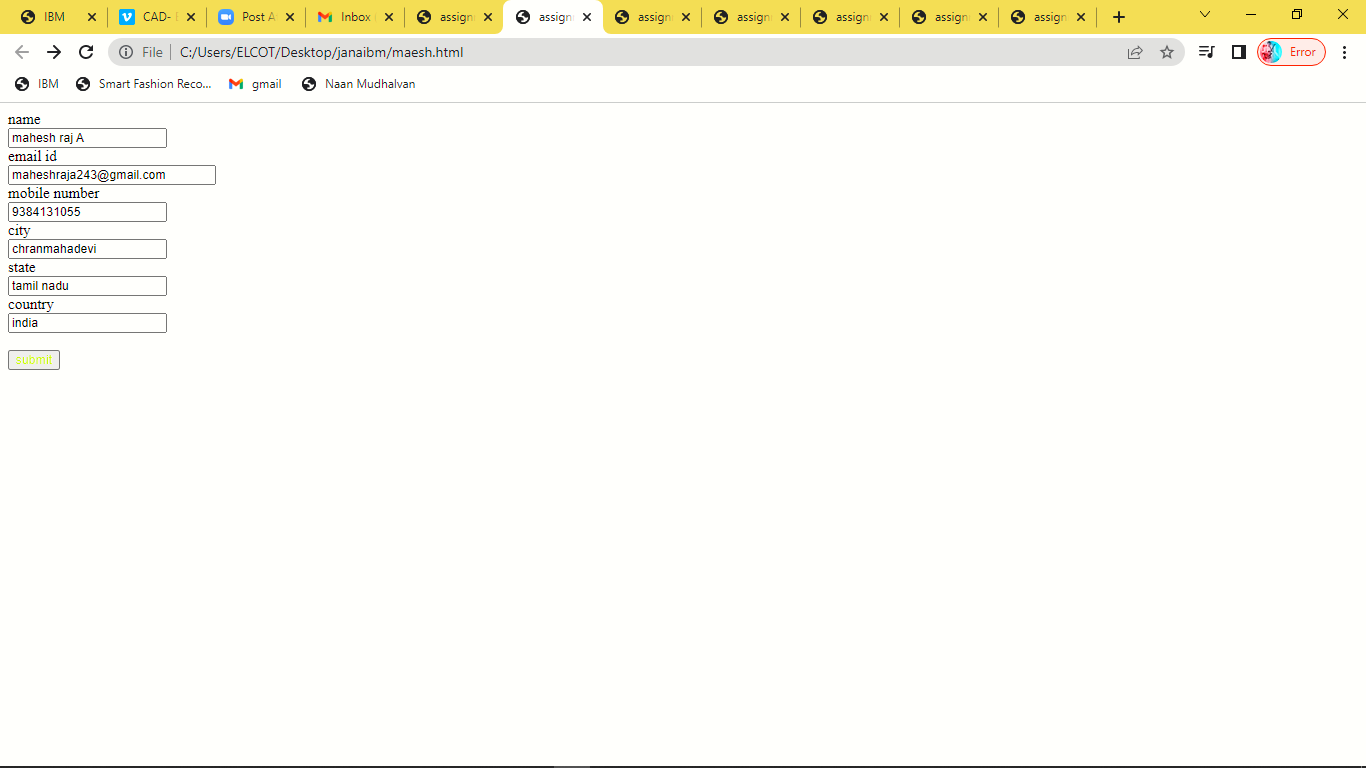 IBM CAD- Post A Inbox assign assign assign assign assign assign assign
File C:/Users/ELCOT/Desktop/janaibm/maesh.html Error
IBM Smart Fashion Reco... gmail Naan Mudhalvan
name
mahesh raj A
email id
maheshraja243@gmail.com
mobile number
9384131055
city
chranmahadevi
state
tamil nadu
country
india
submit